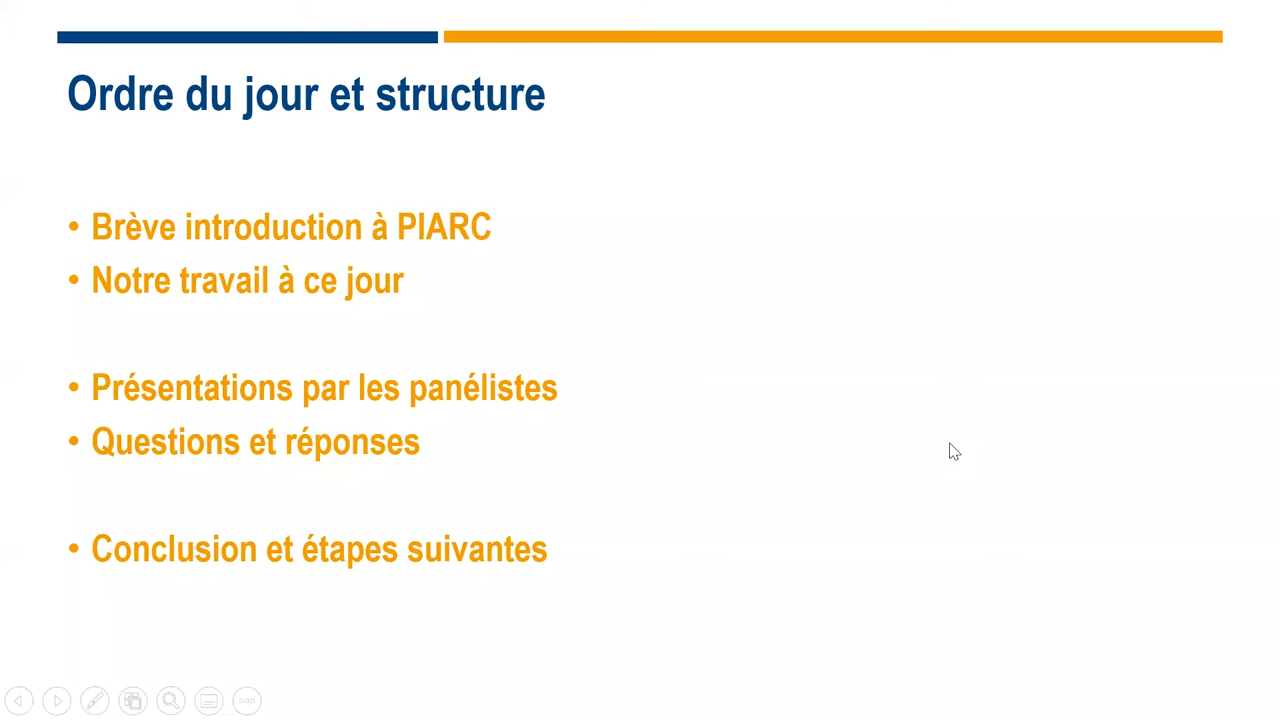 Ordre du jour et structure
• Brève introduction à PIARC
• Notre travail à ce jour
• Présentations par les panélistes
• Questions et réponses
• Conclusion et étapes suivantes